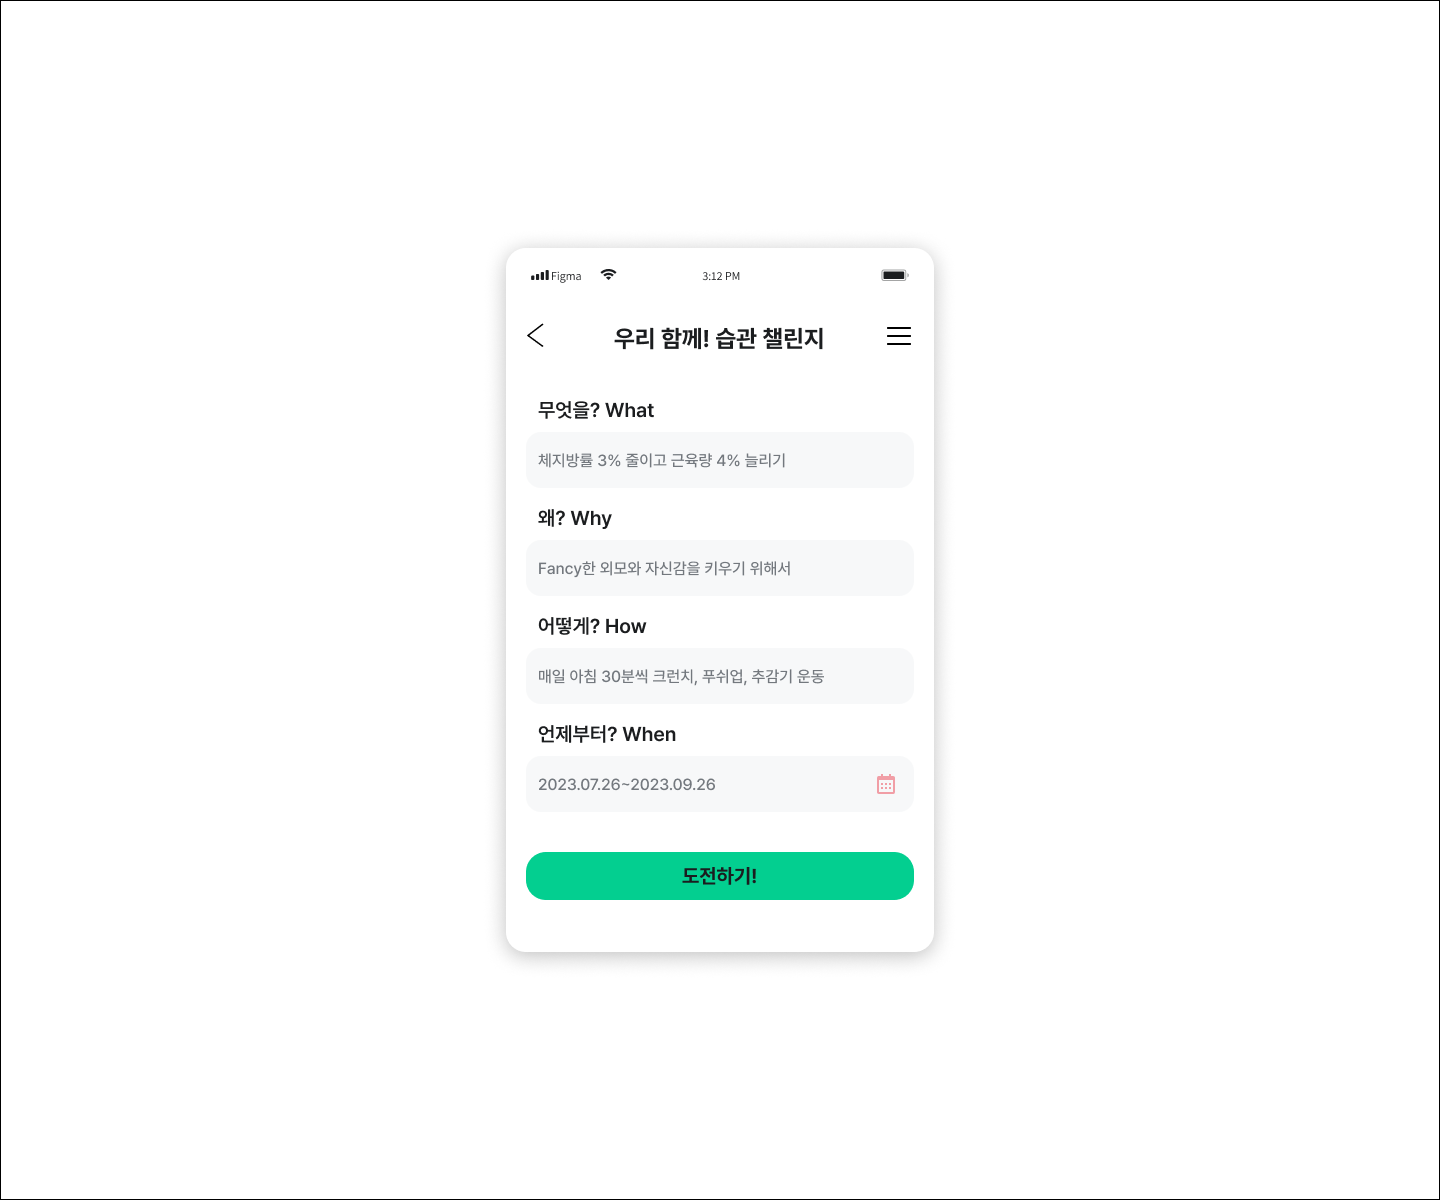 Figma
3:12 PM
우리 함께! 습관 챌린지
무엇을? What
체지방률 3% 줄이고 근육량 4% 늘리기
왜? Why
Fancy한 외모와 자신감을 키우기 위해서
어떻게? How
매일 아침 30분씩 크런치, 푸쉬업, 추감기 운동
언제부터? When
2023.07.26~2023.09.26
도전하기!